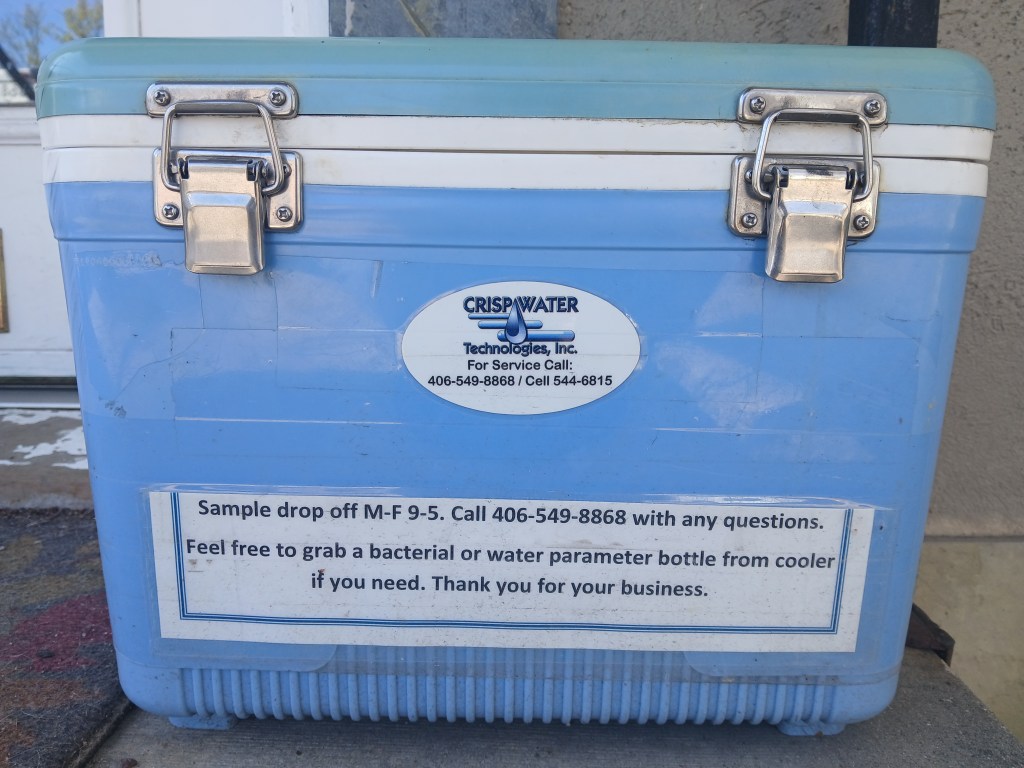 CRISP WATER
Technologies, Inc.
For Service Call:
406-549-8868 / Cell 544-6815
Sample drop off M-F 9-5. Call 406-549-8868 with any questions.
Feel free to grab a bacterial or water parameter bottle from cooler
if you need. Thank you for your business.